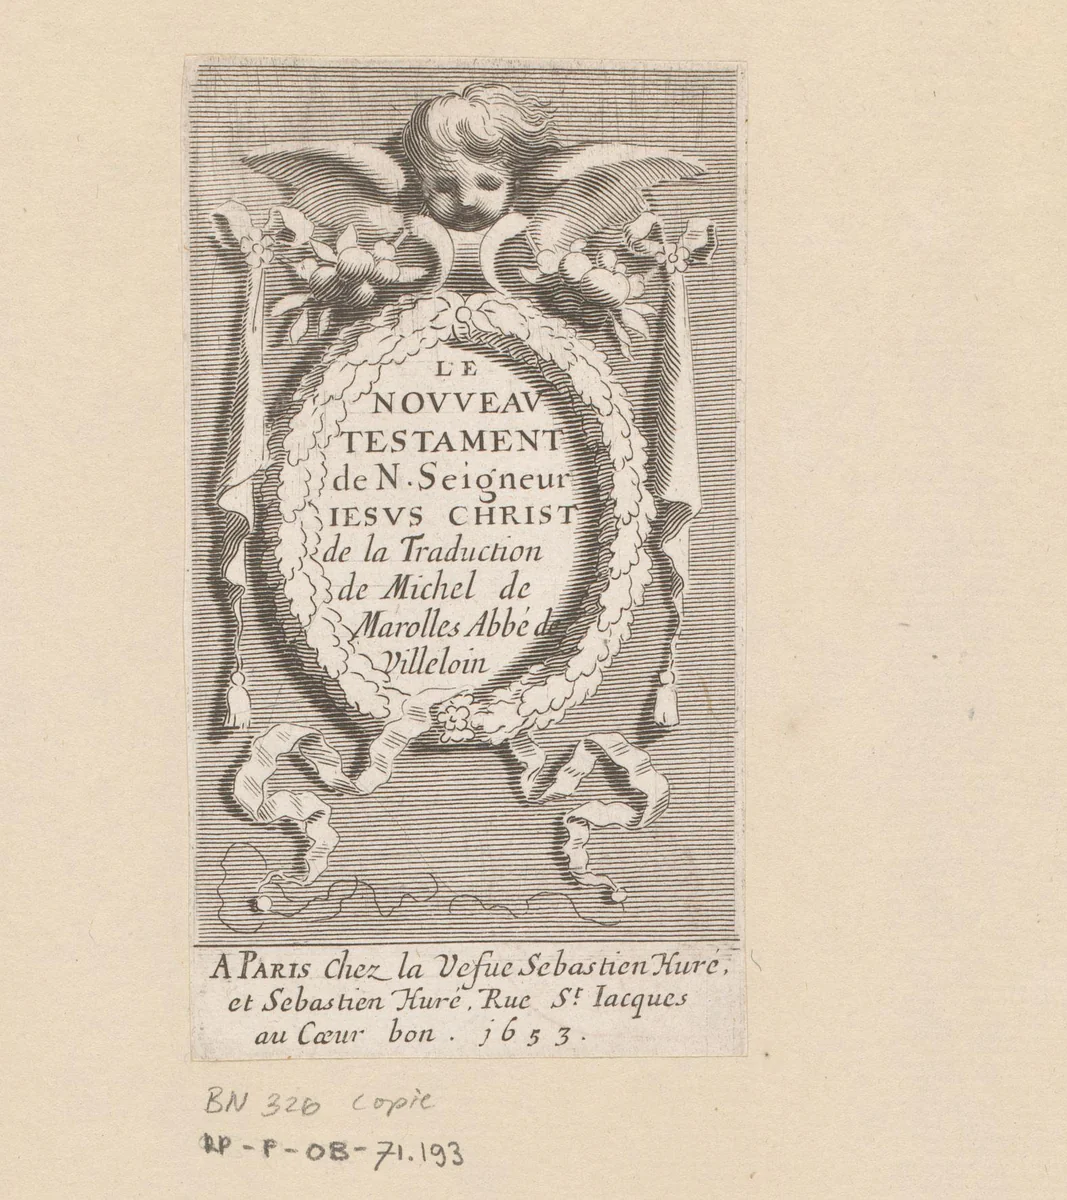 LE
NOVVEAV
TESTAMENT
de N. Seigneur
IESVS CHRIST
de la Traduction
de Michel de
Marolles Abbé de
Villeloin
A PARIS Chez la Vefue Sebastien Huré,
et Sebastien Huré, Rue St. Iacques
au Cœur bon. 1653.
BN 326 copie
RP-P-OB-71.193